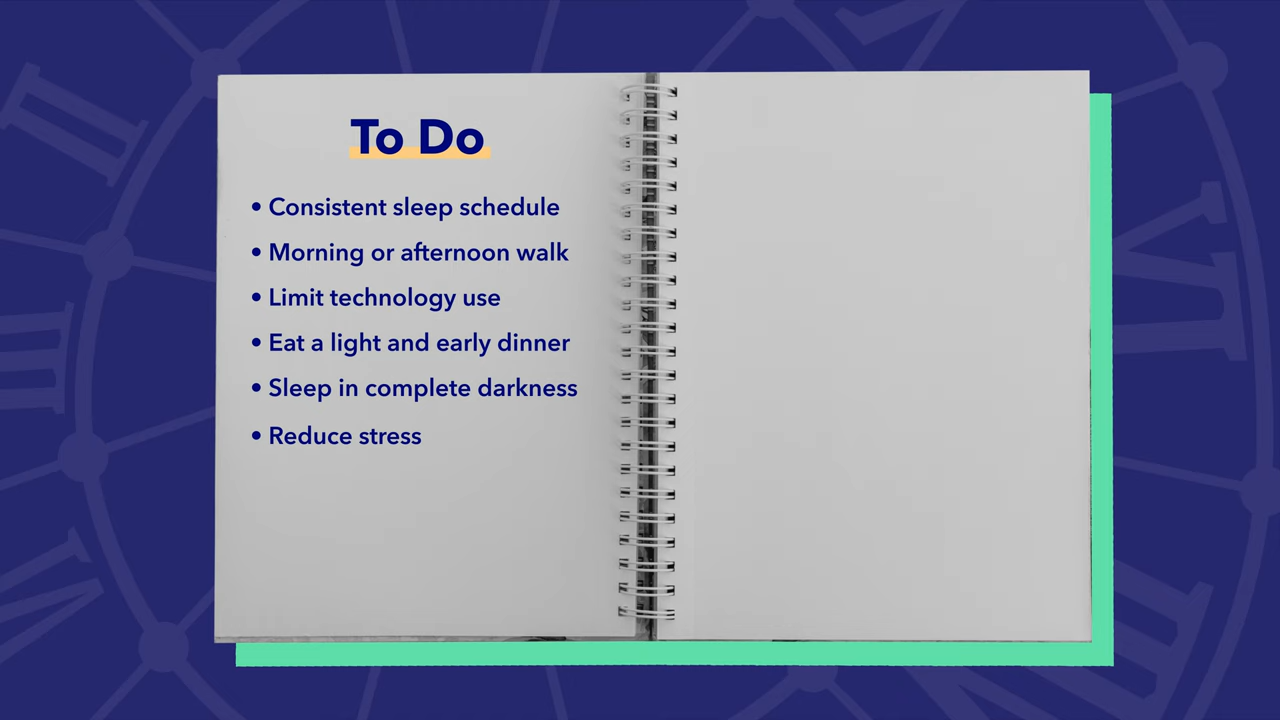 To Do
• Consistent sleep schedule
• Morning or afternoon walk
• Limit technology use
• Eat a light and early dinner
• Sleep in complete darkness
• Reduce stress